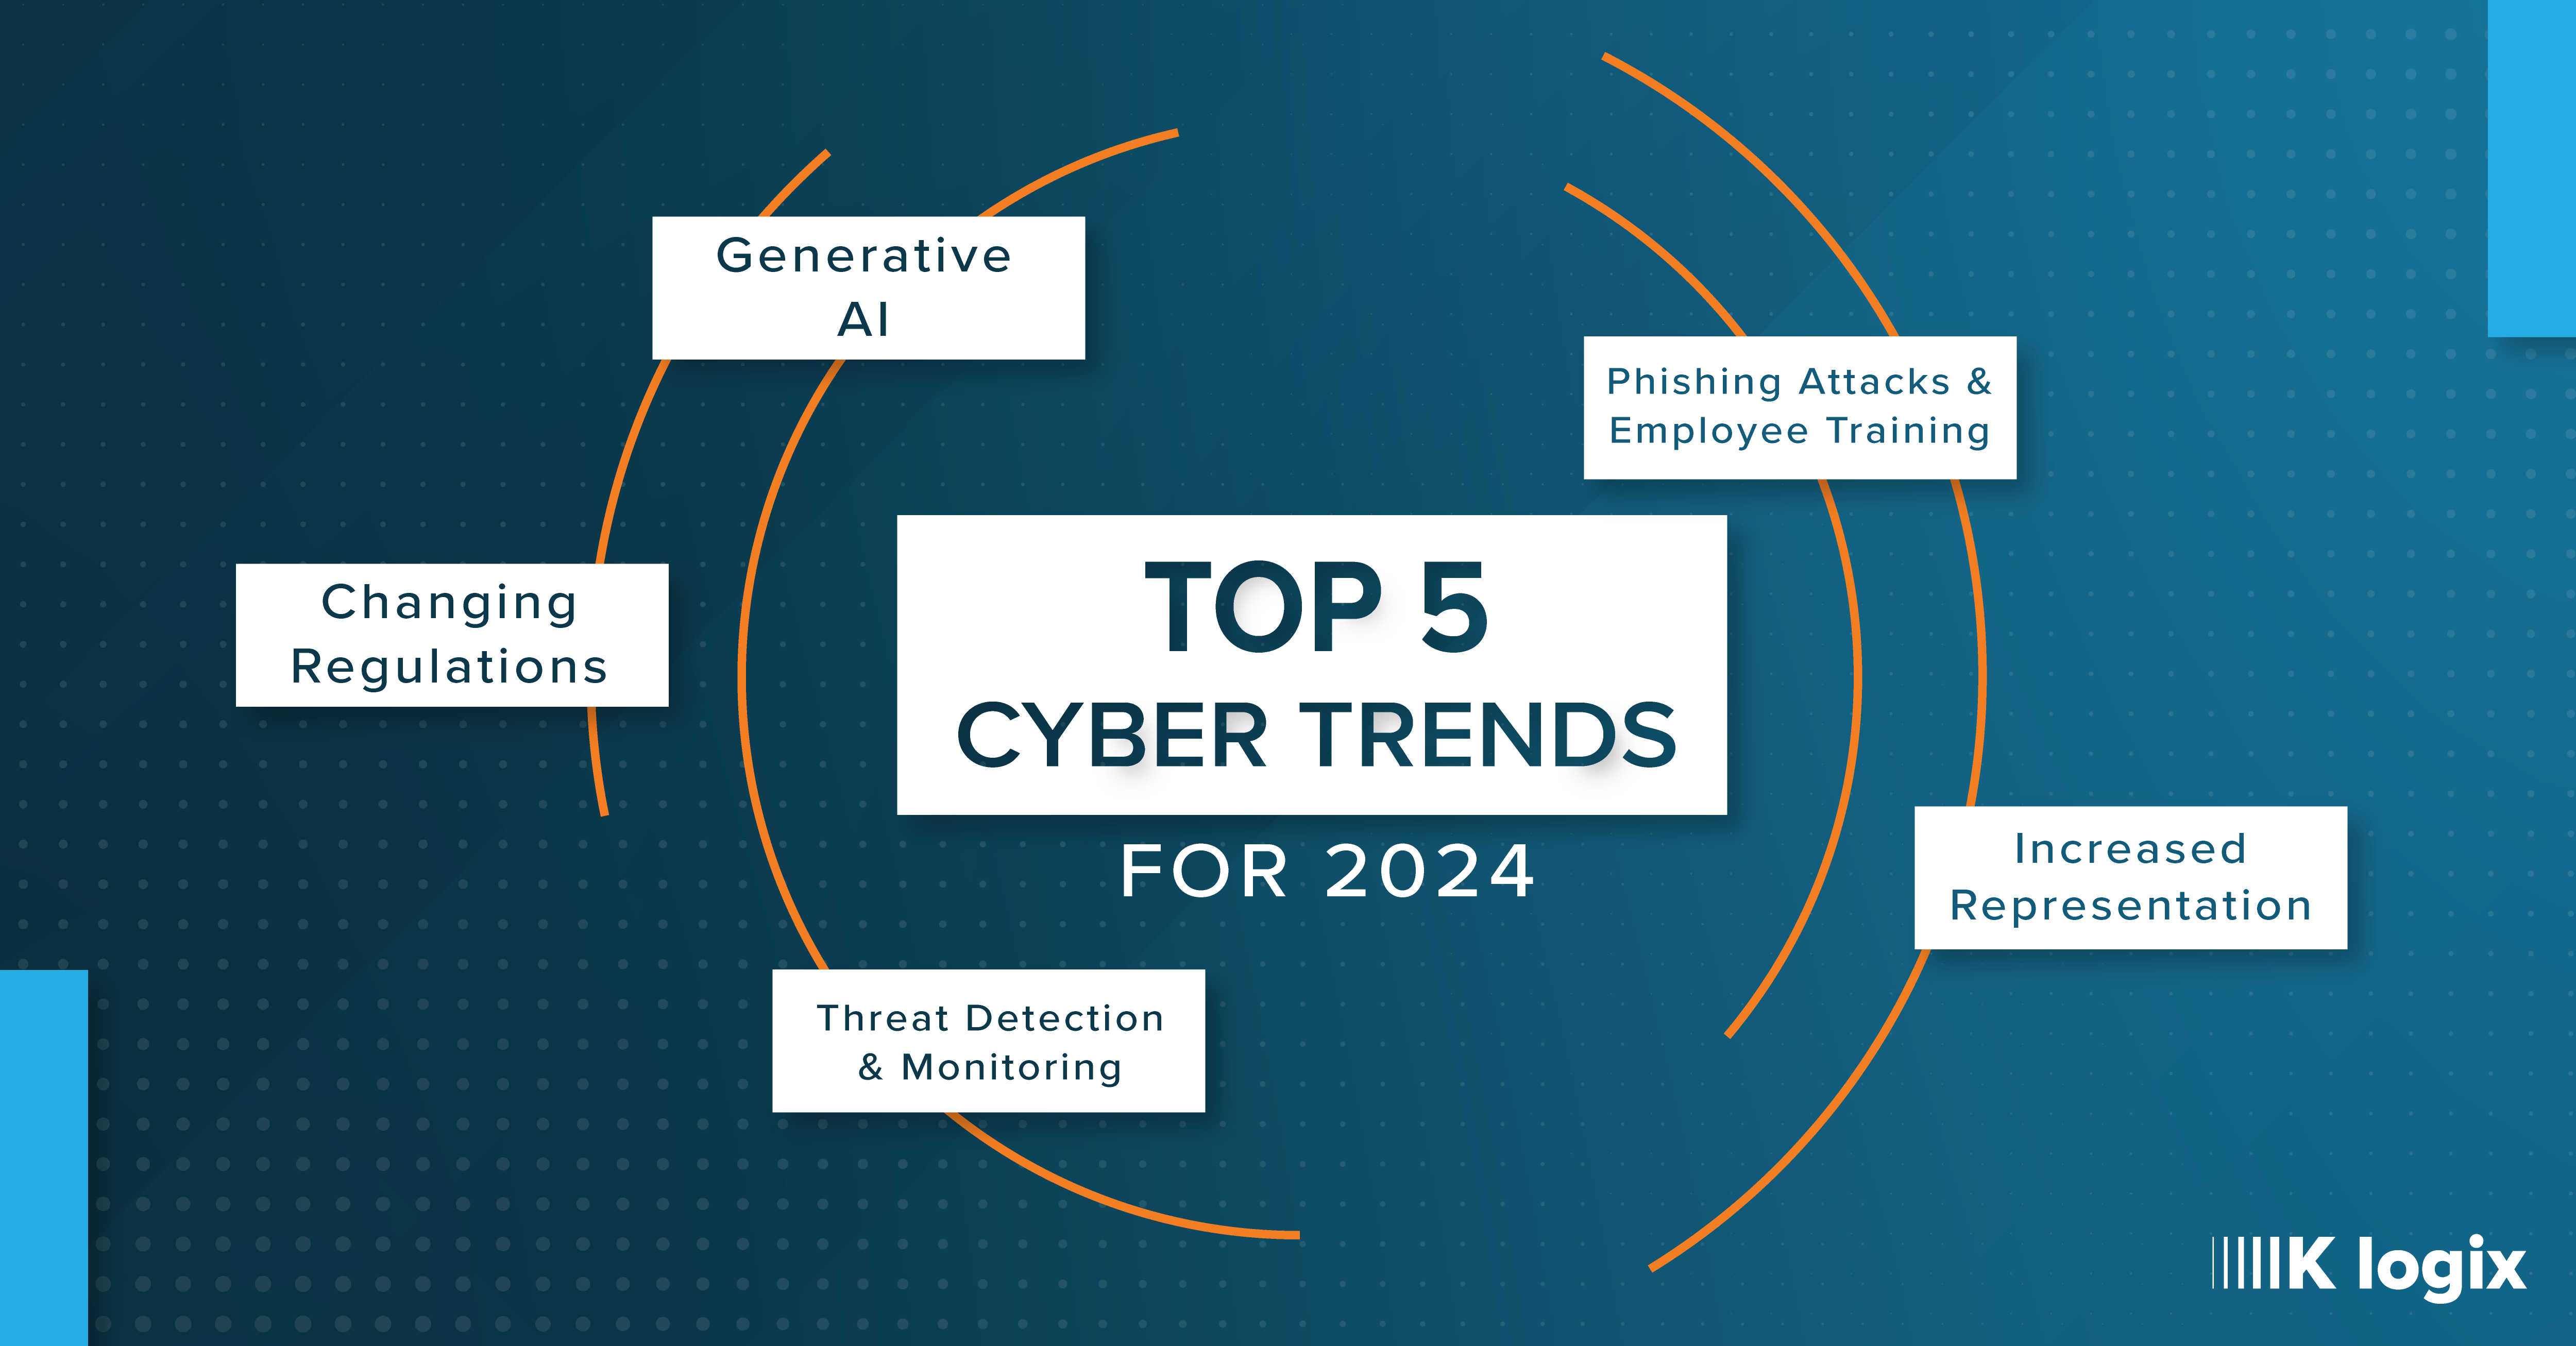 Generative
AI
Phishing Attacks &
Employee Training
Changing
Regulations
TOP 5
CYBER TRENDS
FOR 2024
Increased
Representation
Threat Detection
& Monitoring
K logix